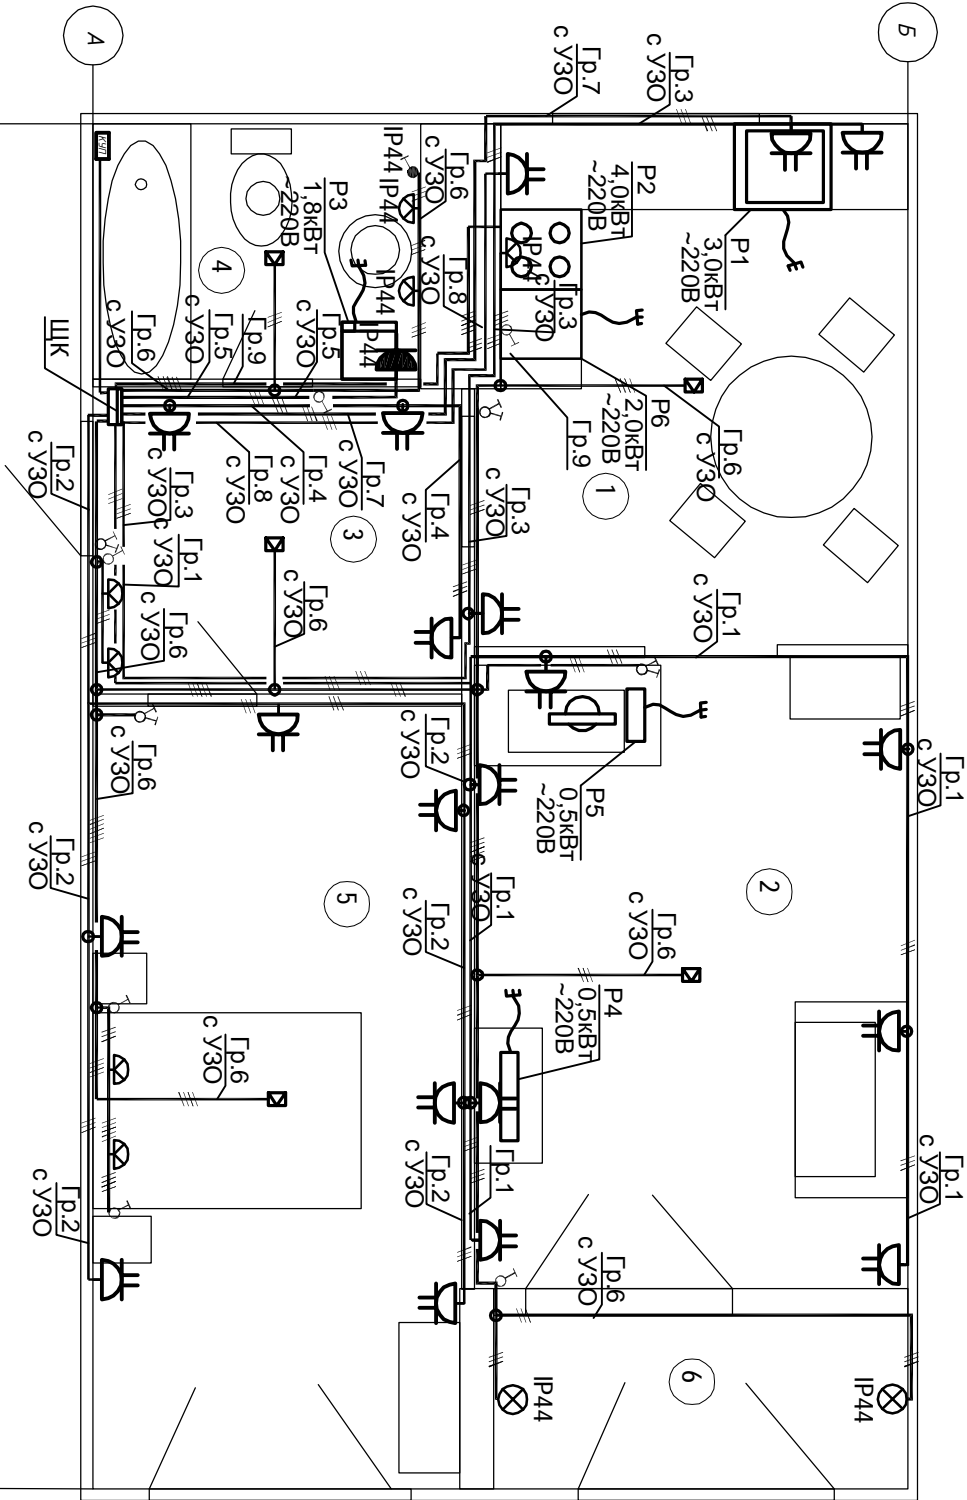 А
Б
Гр.7
с УЗО
Гр.3
с УЗО
КУП
IP44
Гр.6
с УЗО
IP44
Р3
1,8кВт
~220В
4
IP44
IP44
Гр.8
с УЗО
Р2
4,0кВт
~220В
IP44
Гр.3
с УЗО
Р1
3,0кВт
~220В
ЩК
Гр.6
с УЗО
Гр.5
с УЗО
Гр.9
Гр.5
с УЗО
Р6
2,0кВт
~220В
Гр.9
Гр.6
с УЗО
1
Гр.2
с УЗО
Гр.3
с УЗО
Гр.8
с УЗО
Гр.4
с УЗО
Гр.7
с УЗО
3
Гр.4
с УЗО
Гр.3
с УЗО
Гр.1
с УЗО
Гр.6
с УЗО
Гр.6
с УЗО
Гр.1
с УЗО
Гр.6
с УЗО
Гр.2
с УЗО
Р5
0,5кВт
~220В
Гр.1
с УЗО
Гр.2
с УЗО
5
Гр.2
с УЗО
Гр.1
с УЗО
Гр.6
с УЗО
2
Гр.6
с УЗО
Р4
0,5кВт
~220В
Гр.2
с УЗО
Гр.2
с УЗО
Гр.1
Гр.1
с УЗО
Гр.6
с УЗО
6
IP44
IP44